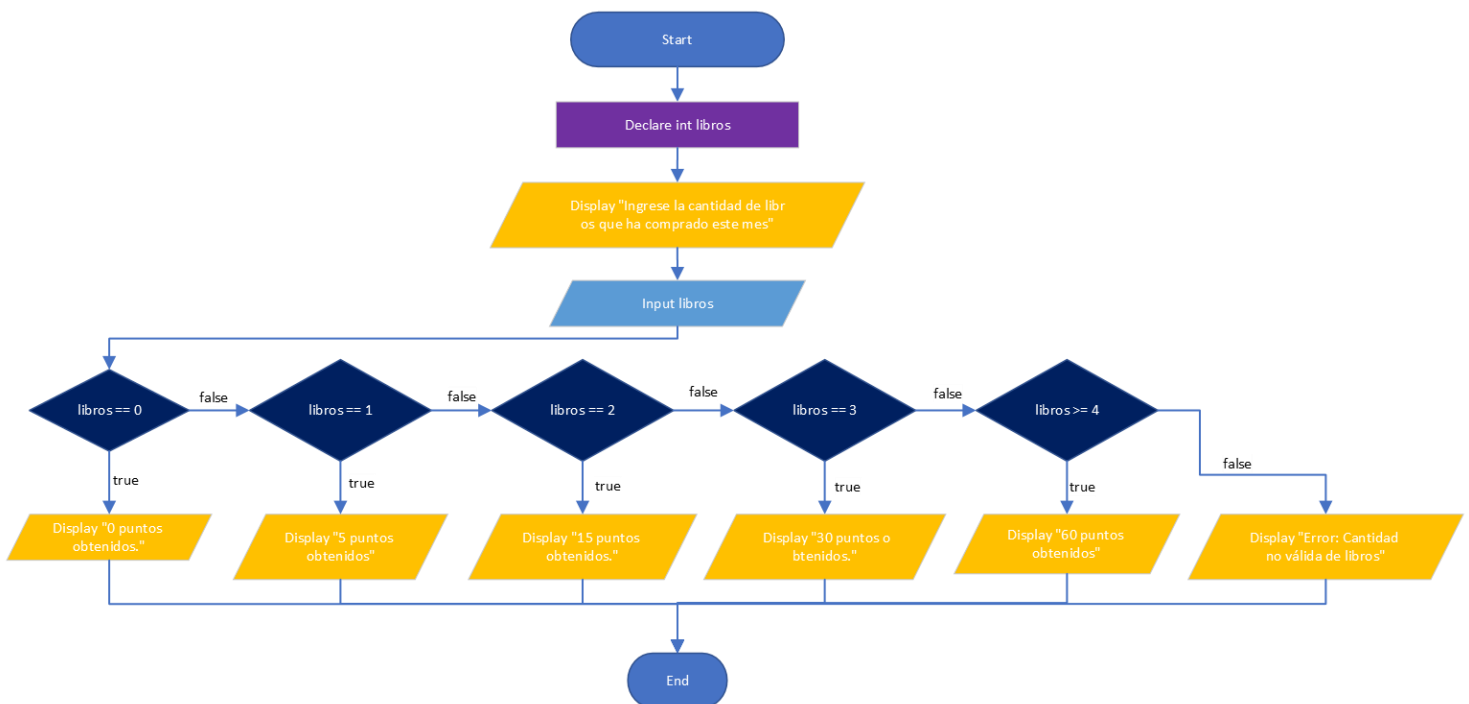 Start
Declare int libros
Display "Ingrese la cantidad de libr
os que ha comprado este mes"
Input libros
libros == 0
false
libros == 1
false
libros == 2
false
libros == 3
false
libros >= 4
false
true
true
true
true
true
Display "0 puntos
obtenidos."
Display "5 puntos
obtenidos"
Display "15 puntos
obtenidos."
Display "30 puntos o
btenidos."
Display "60 puntos
obtenidos"
Display "Error: Cantidad
no válida de libros"
End